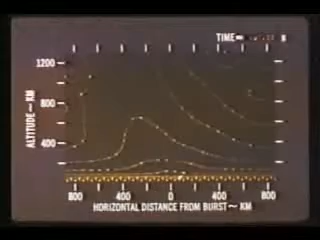 TIME=
1200
800
400
ALTITUDE ~ KM
800 400 0 400 800
HORIZONTAL DISTANCE FROM BURST ~ KM